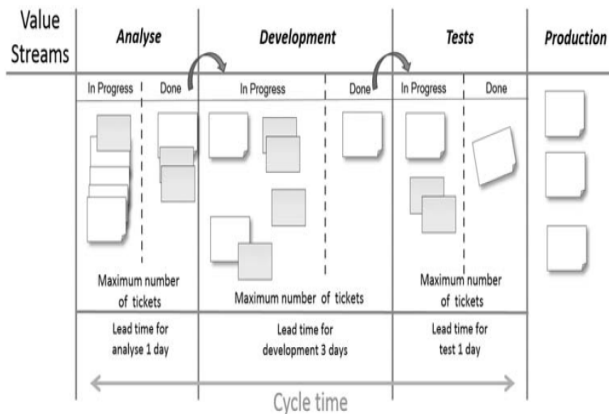 Value
Streams
Analyse
Development
Tests
Production
In Progress
Done
In Progress
Done
In Progress
Done
Maximum number
of tickets
Maximum number of tickets
Maximum number
of tickets
Lead time for
analyse 1 day
Lead time for
development 3 days
Lead time for
test 1 day
Cycle time